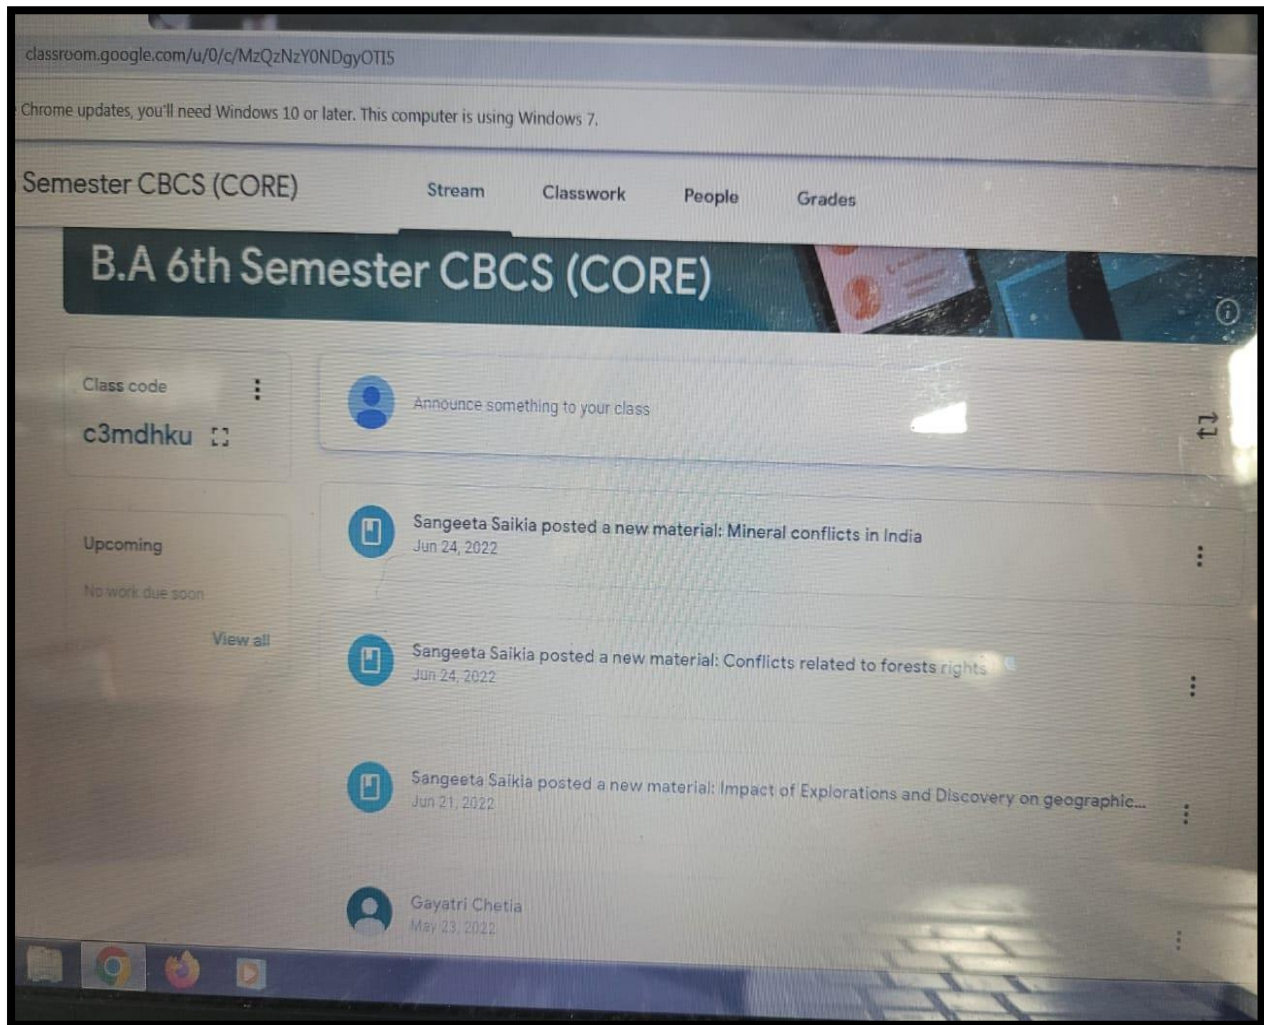 classroom.google.com/u/0/c/MzQzNzY0NDgyOTI5
Chrome updates, you'll need Windows 10 or later. This computer is using Windows 7.
Semester CBCS (CORE)
Stream
Classwork
People
Grades
B.A 6th Semester CBCS (CORE)
Class code
c3mdhku
Announce something to your class
Upcoming
No work due soon
View all
Sangeeta Saikia posted a new material: Mineral conflicts in India
Jun 24, 2022
Sangeeta Saikia posted a new material: Conflicts related to forests rights
Jun 24, 2022
Sangeeta Saikia posted a new material: Impact of Explorations and Discovery on geographic...
Jun 21, 2022
Gayatri Chetia
May 23, 2022